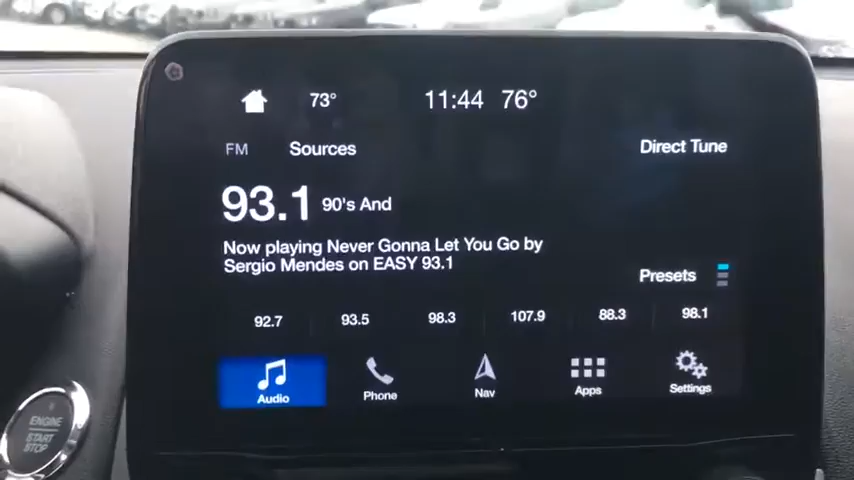 73° 11:44 76°
FM Sources Direct Tune
93.1 90's And
Now playing Never Gonna Let You Go by
Sergio Mendes on EASY 93.1
Presets
92.7 93.5 98.3 107.9 88.3 98.1
Audio Phone Nav Apps Settings
ENGINE
START
STOP